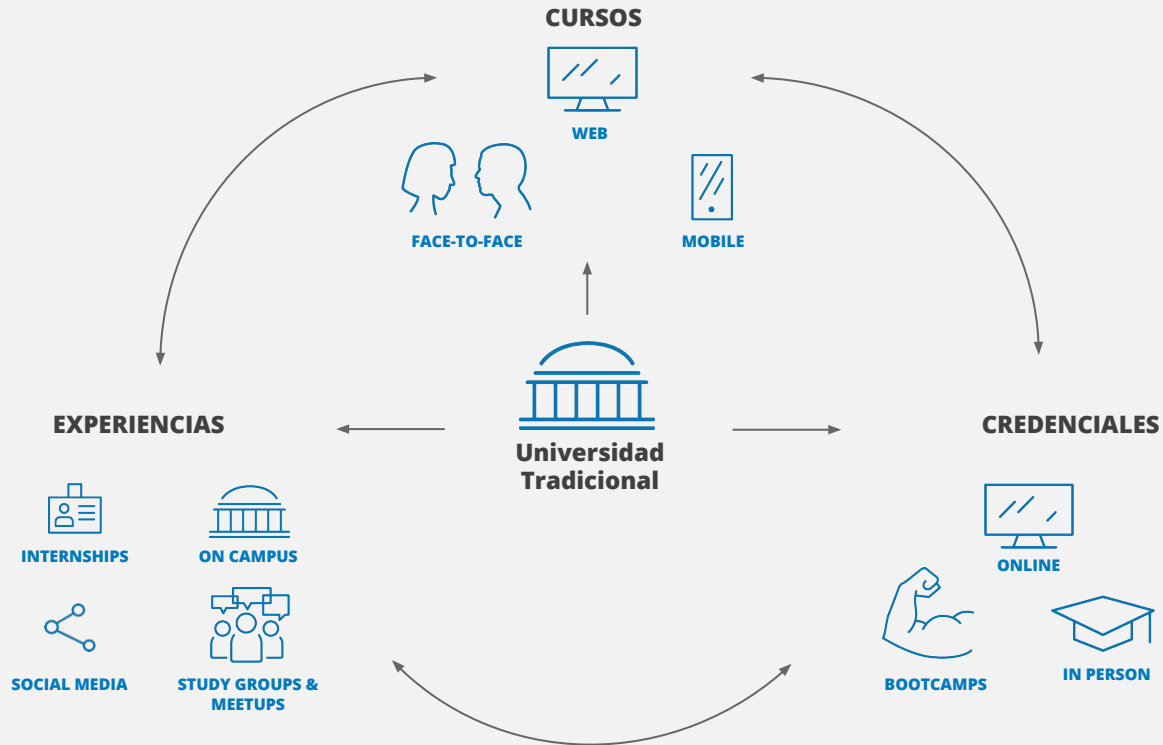 CURSOS
WEB
FACE-TO-FACE
MOBILE
Universidad
Tradicional
EXPERIENCIAS
INTERNSHIPS
ON CAMPUS
SOCIAL MEDIA
STUDY GROUPS &
MEETUPS
CREDENCIALES
ONLINE
BOOTCAMPS
IN PERSON